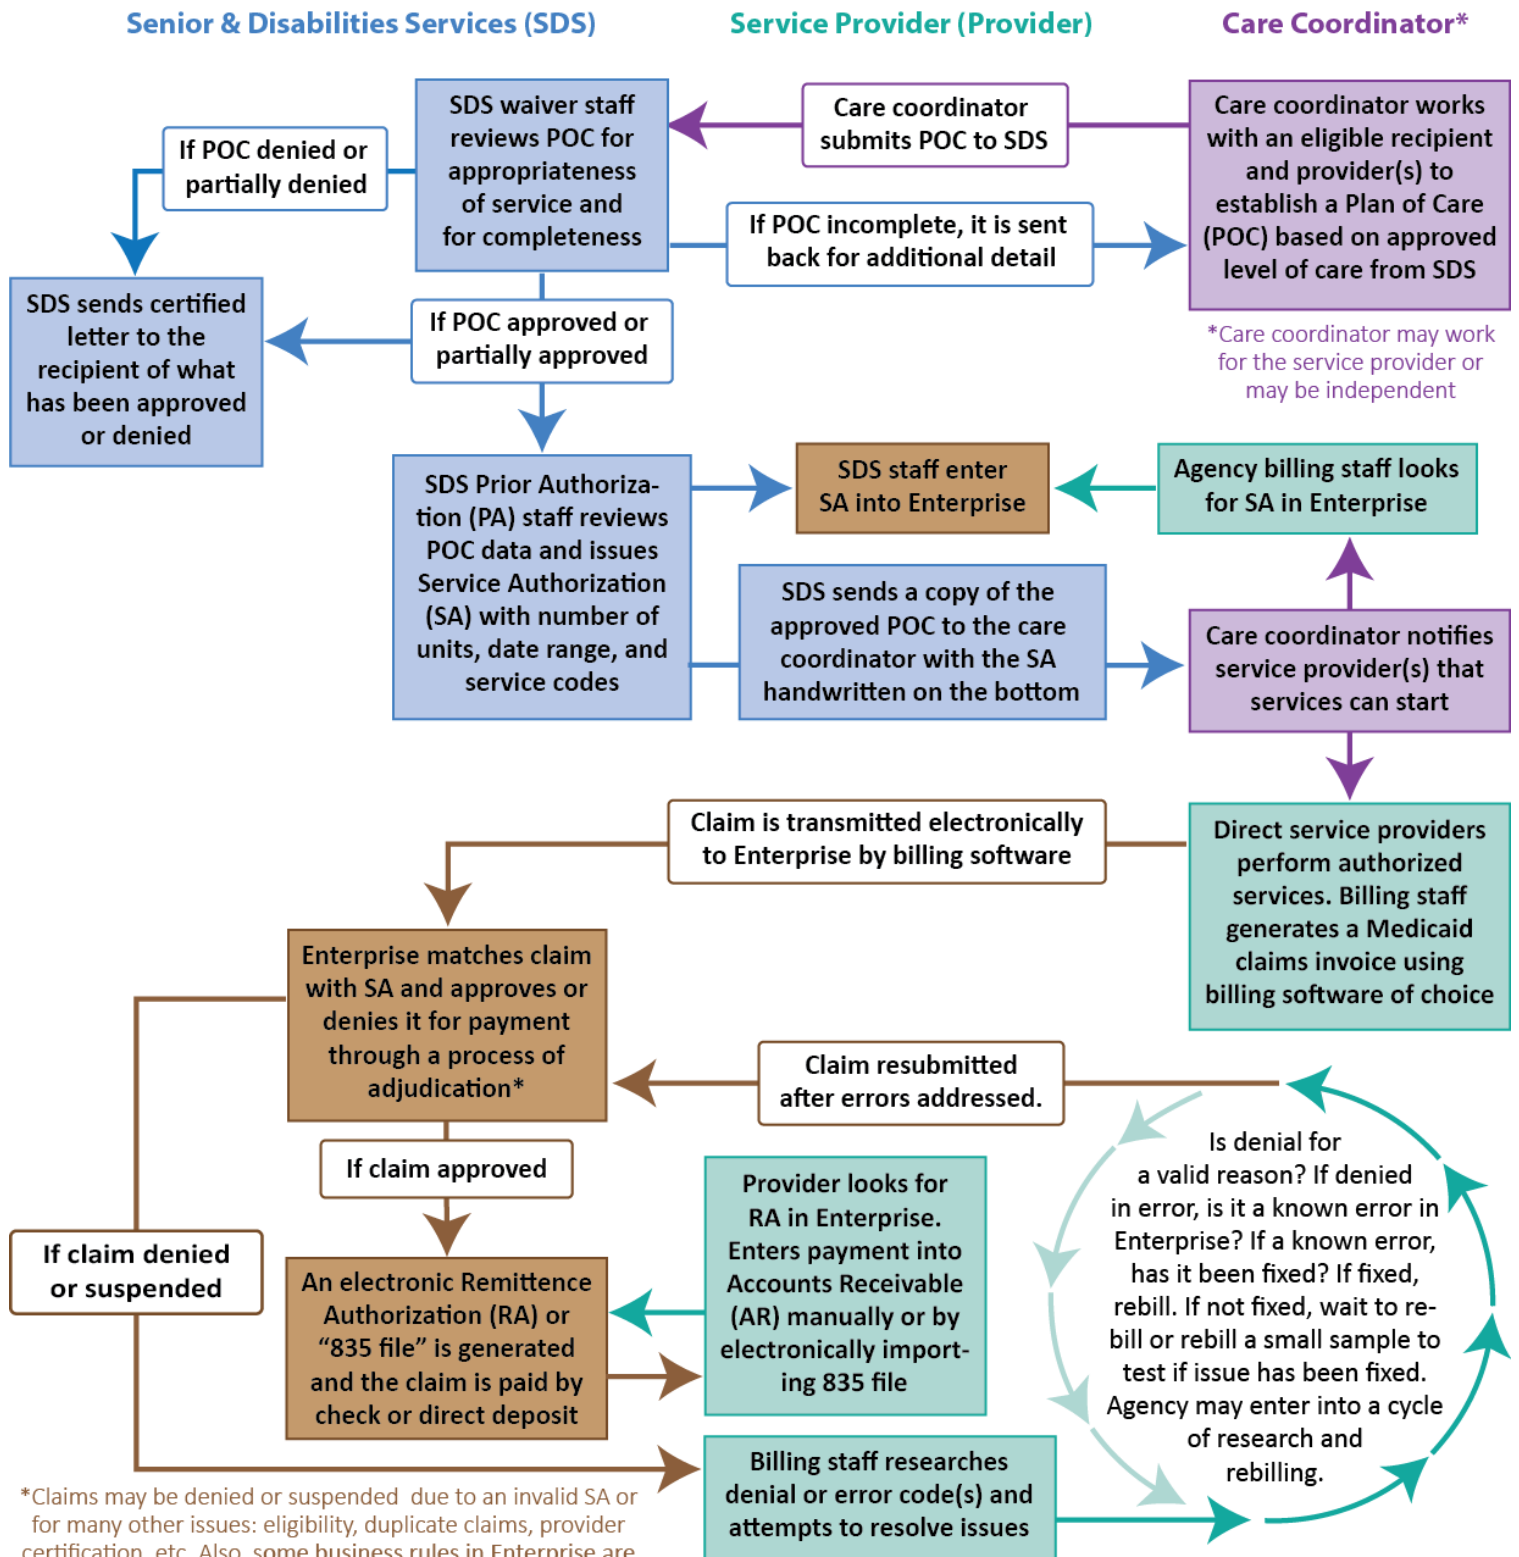 Senior & Disabilities Services (SDS)
Service Provider (Provider)
Care Coordinator*
Care coordinator works
with an eligible recipient
and provider(s) to
establish a Plan of Care
(POC) based on approved
level of care from SDS
*Care coordinator may work
for the service provider or
may be independent
Care coordinator
submits POC to SDS
SDS waiver staff
reviews POC for
appropriateness
of service and
for completeness
If POC incomplete, it is sent
back for additional detail
If POC denied or
partially denied
SDS sends certified
letter to the
recipient of what
has been approved
or denied
If POC approved or
partially approved
SDS Prior Authoriza-
tion (PA) staff reviews
POC data and issues
Service Authorization
(SA) with number of
units, date range, and
service codes
SDS staff enter
SA into Enterprise
Agency billing staff looks
for SA in Enterprise
SDS sends a copy of the
approved POC to the care
coordinator with the SA
handwritten on the bottom
Care coordinator notifies
service provider(s) that
services can start
Direct service providers
perform authorized
services. Billing staff
generates a Medicaid
claims invoice using
billing software of choice
Claim is transmitted electronically
to Enterprise by billing software
Enterprise matches claim
with SA and approves or
denies it for payment
through a process of
adjudication*
Claim resubmitted
after errors addressed.
If claim approved
If claim denied
or suspended
An electronic Remittence
Authorization (RA) or
“835 file” is generated
and the claim is paid by
check or direct deposit
Provider looks for
RA in Enterprise.
Enters payment into
Accounts Receivable
(AR) manually or by
electronically import-
ing 835 file
Is denial for
a valid reason? If denied
in error, is it a known error in
Enterprise? If a known error,
has it been fixed? If fixed,
rebill. If not fixed, wait to re-
bill or rebill a small sample to
test if issue has been fixed.
Agency may enter into a cycle
of research and
rebilling.
Billing staff researches
denial or error code(s) and
attempts to resolve issues
*Claims may be denied or suspended due to an invalid SA or
for many other issues: eligibility, duplicate claims, provider
certification, etc. Also, some business rules in Enterprise are